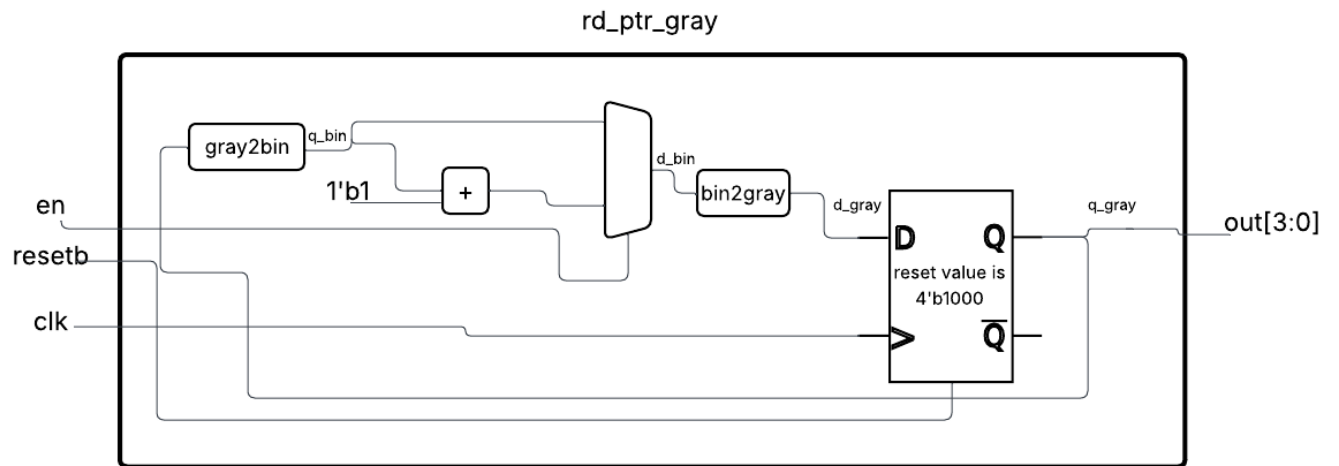 rd_ptr_gray
gray2bin
q_bin
1'b1
+
d_bin
bin2gray
en
resetb
clk
d_gray
D
Q
reset value is
4'b1000
Q̅
q_gray
out[3:0]